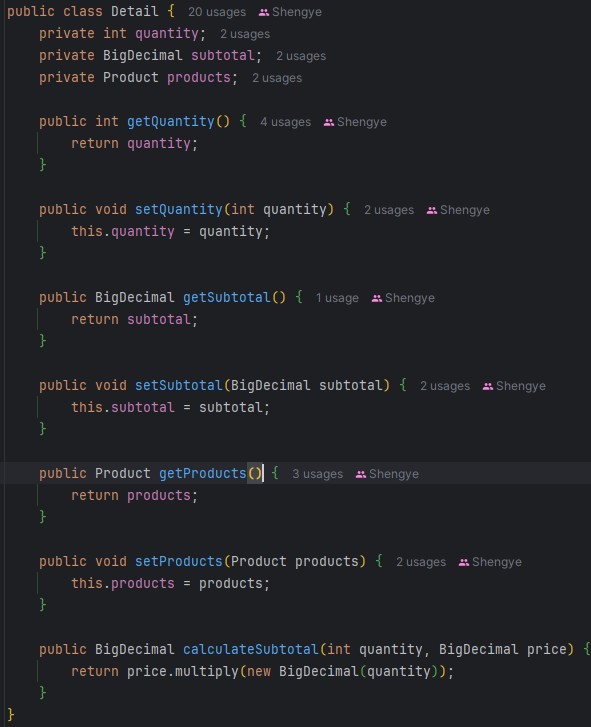 public class Detail {  20 usages  Shengye
    private int quantity;  2 usages
    private BigDecimal subtotal;  2 usages
    private Product products;  2 usages
    public int getQuantity() {  4 usages  Shengye
        return quantity;
    }
    public void setQuantity(int quantity) {  2 usages  Shengye
        this.quantity = quantity;
    }
    public BigDecimal getSubtotal() {  1 usage  Shengye
        return subtotal;
    }
    public void setSubtotal(BigDecimal subtotal) {  2 usages  Shengye
        this.subtotal = subtotal;
    }
    public Product getProducts() {  3 usages  Shengye
        return products;
    }
    public void setProducts(Product products) {  2 usages  Shengye
        this.products = products;
    }
    public BigDecimal calculateSubtotal(int quantity, BigDecimal price) {
        return price.multiply(new BigDecimal(quantity));
    }
}